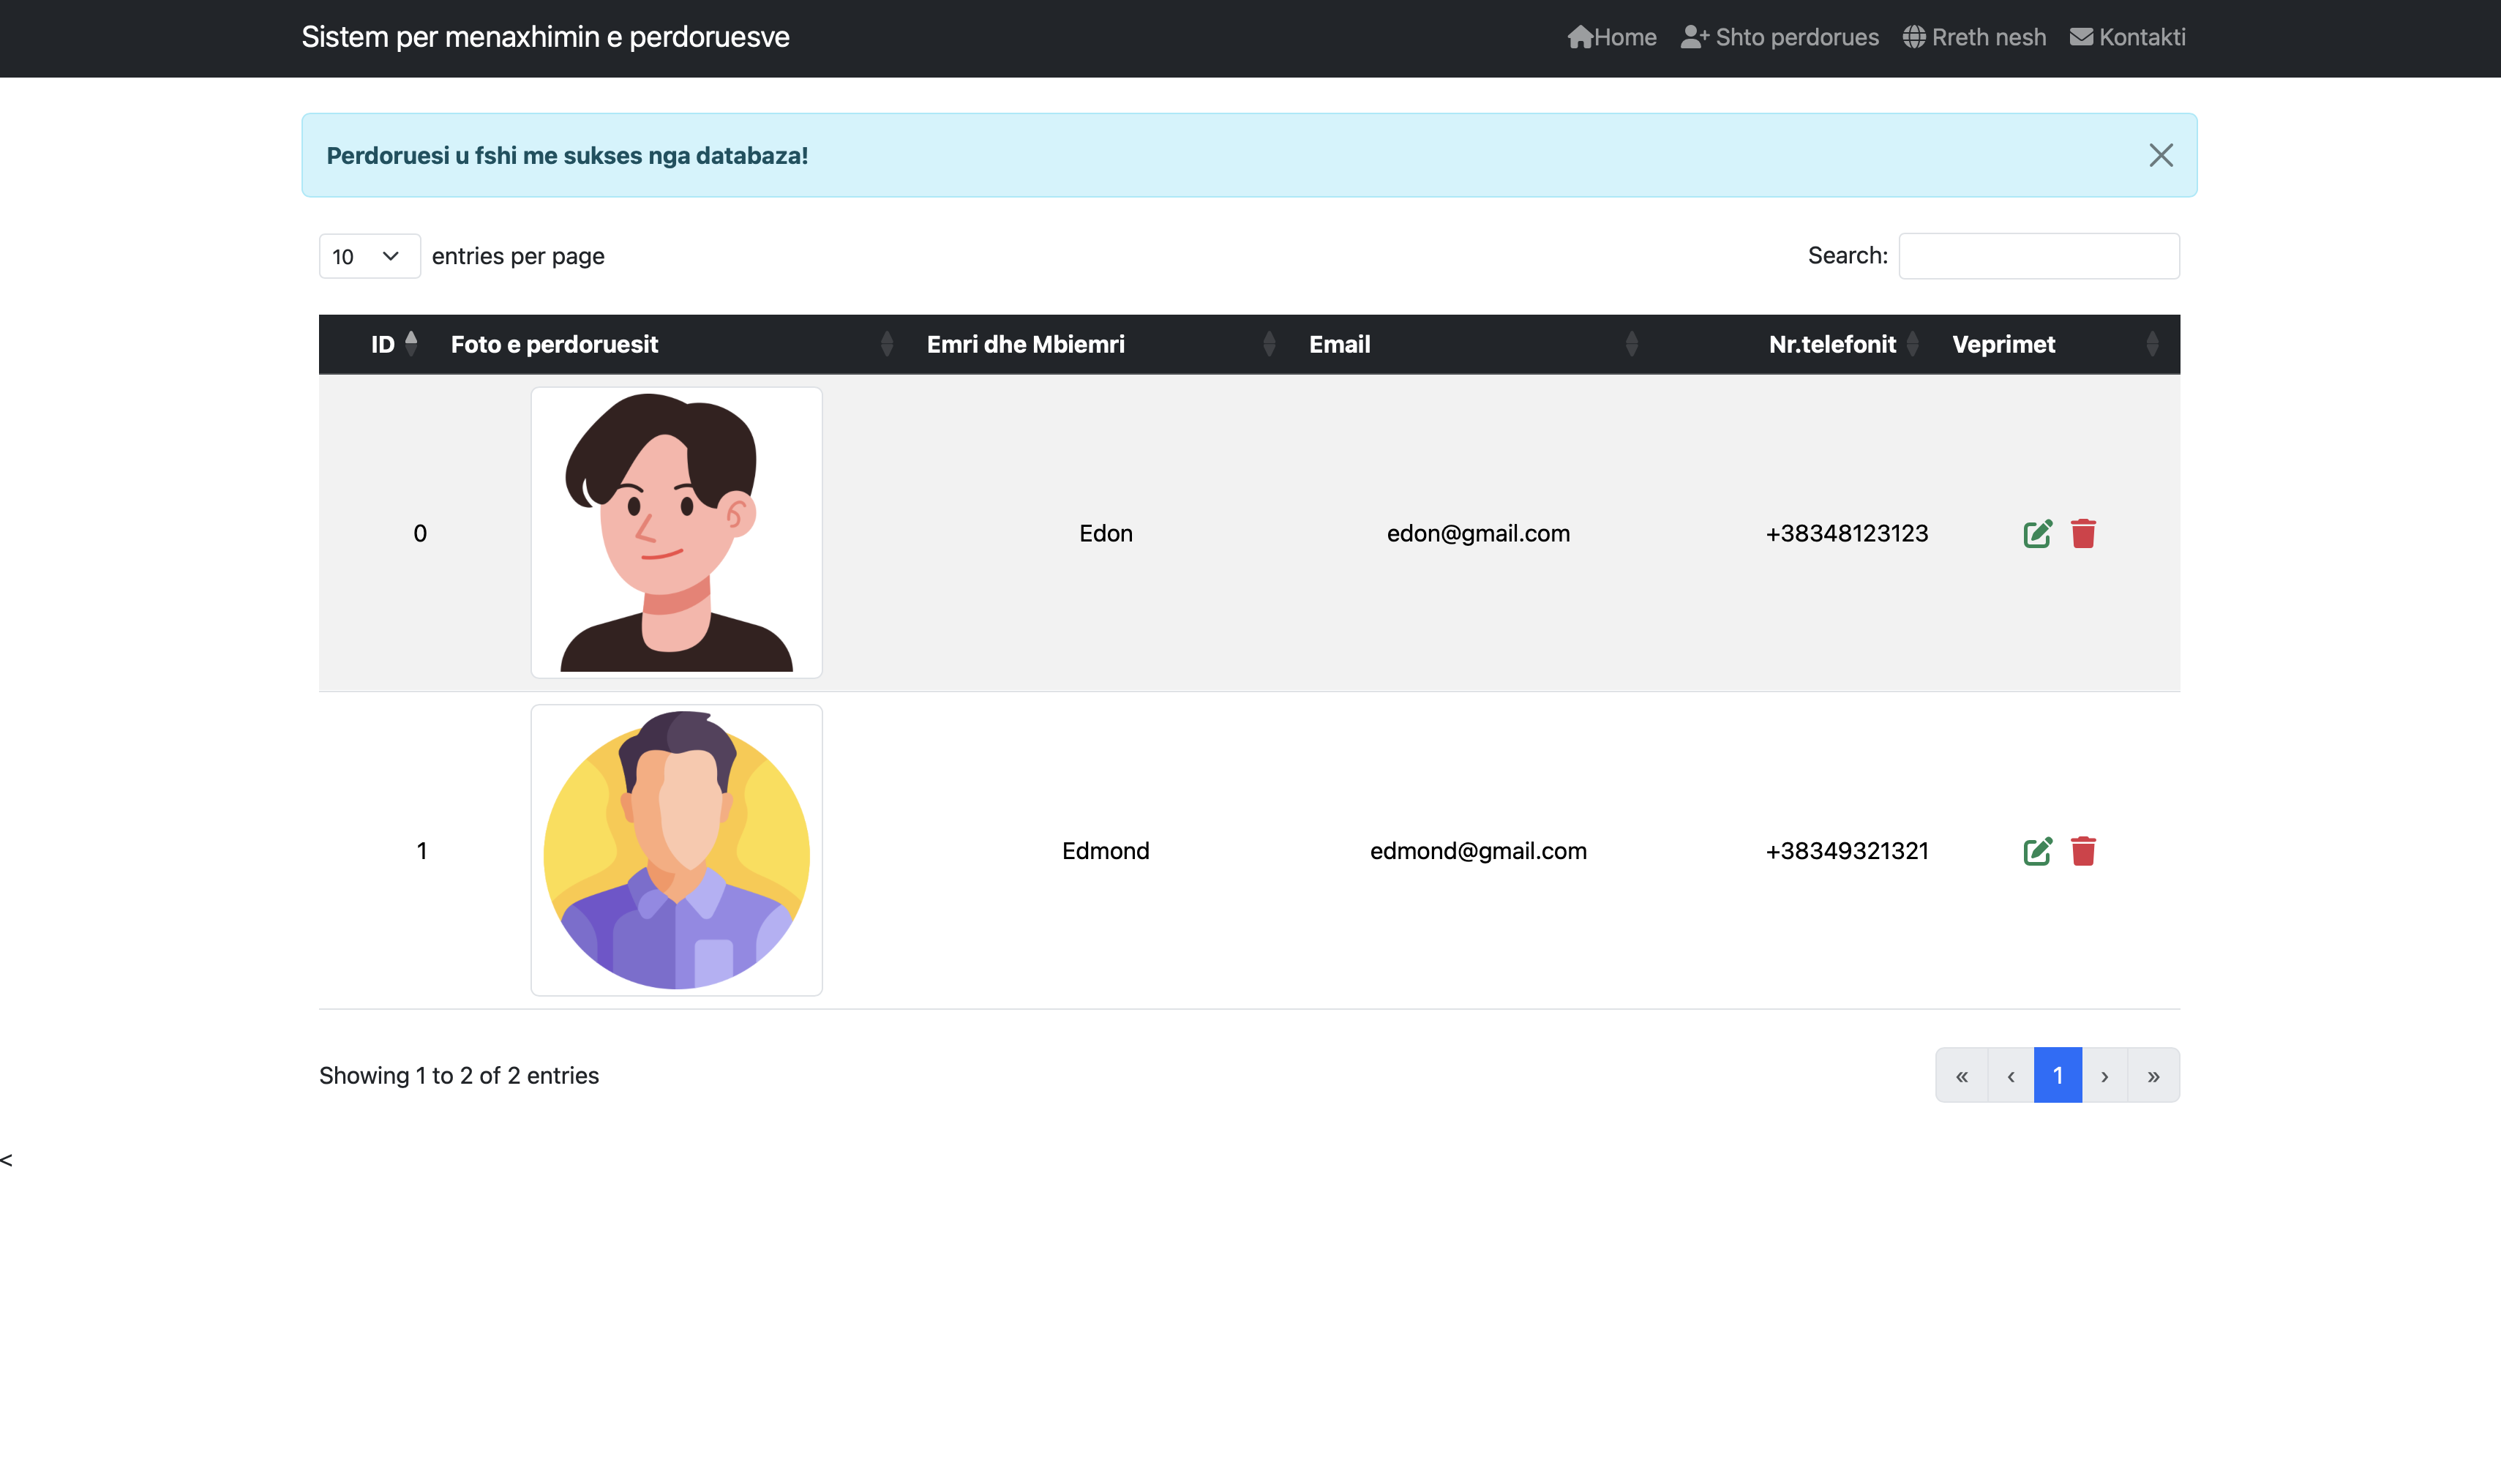 Sistem per menaxhimin e perdoruesve
Home Shto perdorues Rreth nesh Kontakti
Perdoruesi u fshi me sukses nga databaza!
10 entries per page
Search:
ID Foto e perdoruesit Emri dhe Mbiemri Email Nr.telefonit Veprimet
0 Edon edon@gmail.com +38348123123
1 Edmond edmond@gmail.com +38349321321
Showing 1 to 2 of 2 entries
« ‹ 1 › »
<